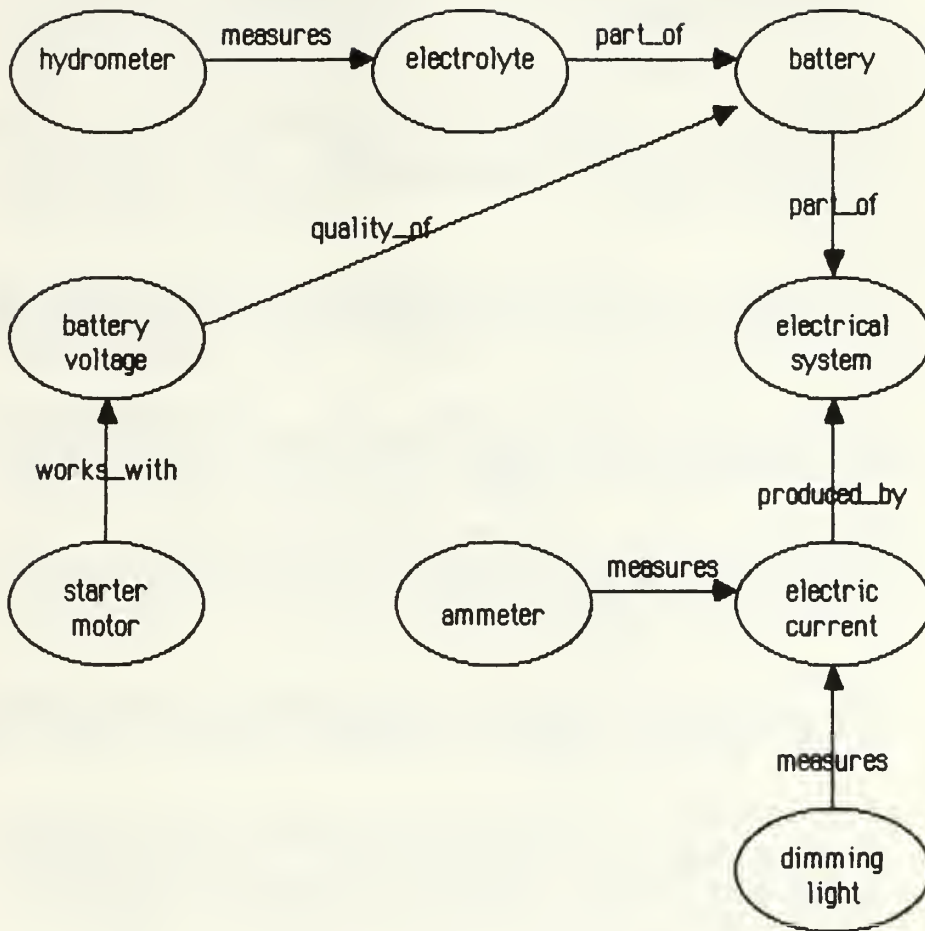 hydrometer
measures
electrolyte
part_of
battery
quality_of
part_of
battery
voltage
electrical
system
works_with
produced_by
starter
motor
ammeter
measures
electric
current
measures
dimming
light